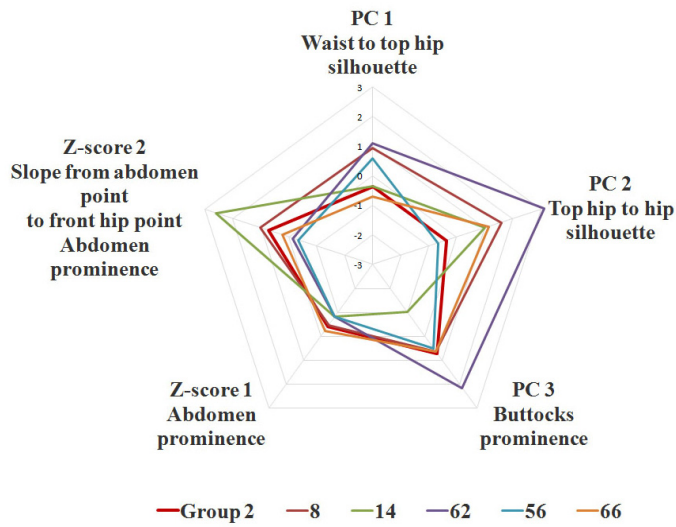 PC 1
Waist to top hip
silhouette
3
2
1
0
-1
-2
-3
PC 2
Top hip to hip
silhouette
PC 3
Buttocks
prominence
Z-score 1
Abdomen
prominence
Z-score 2
Slope from abdomen
point
to front hip point
Abdomen
prominence
Group 2 8 14 62 56 66